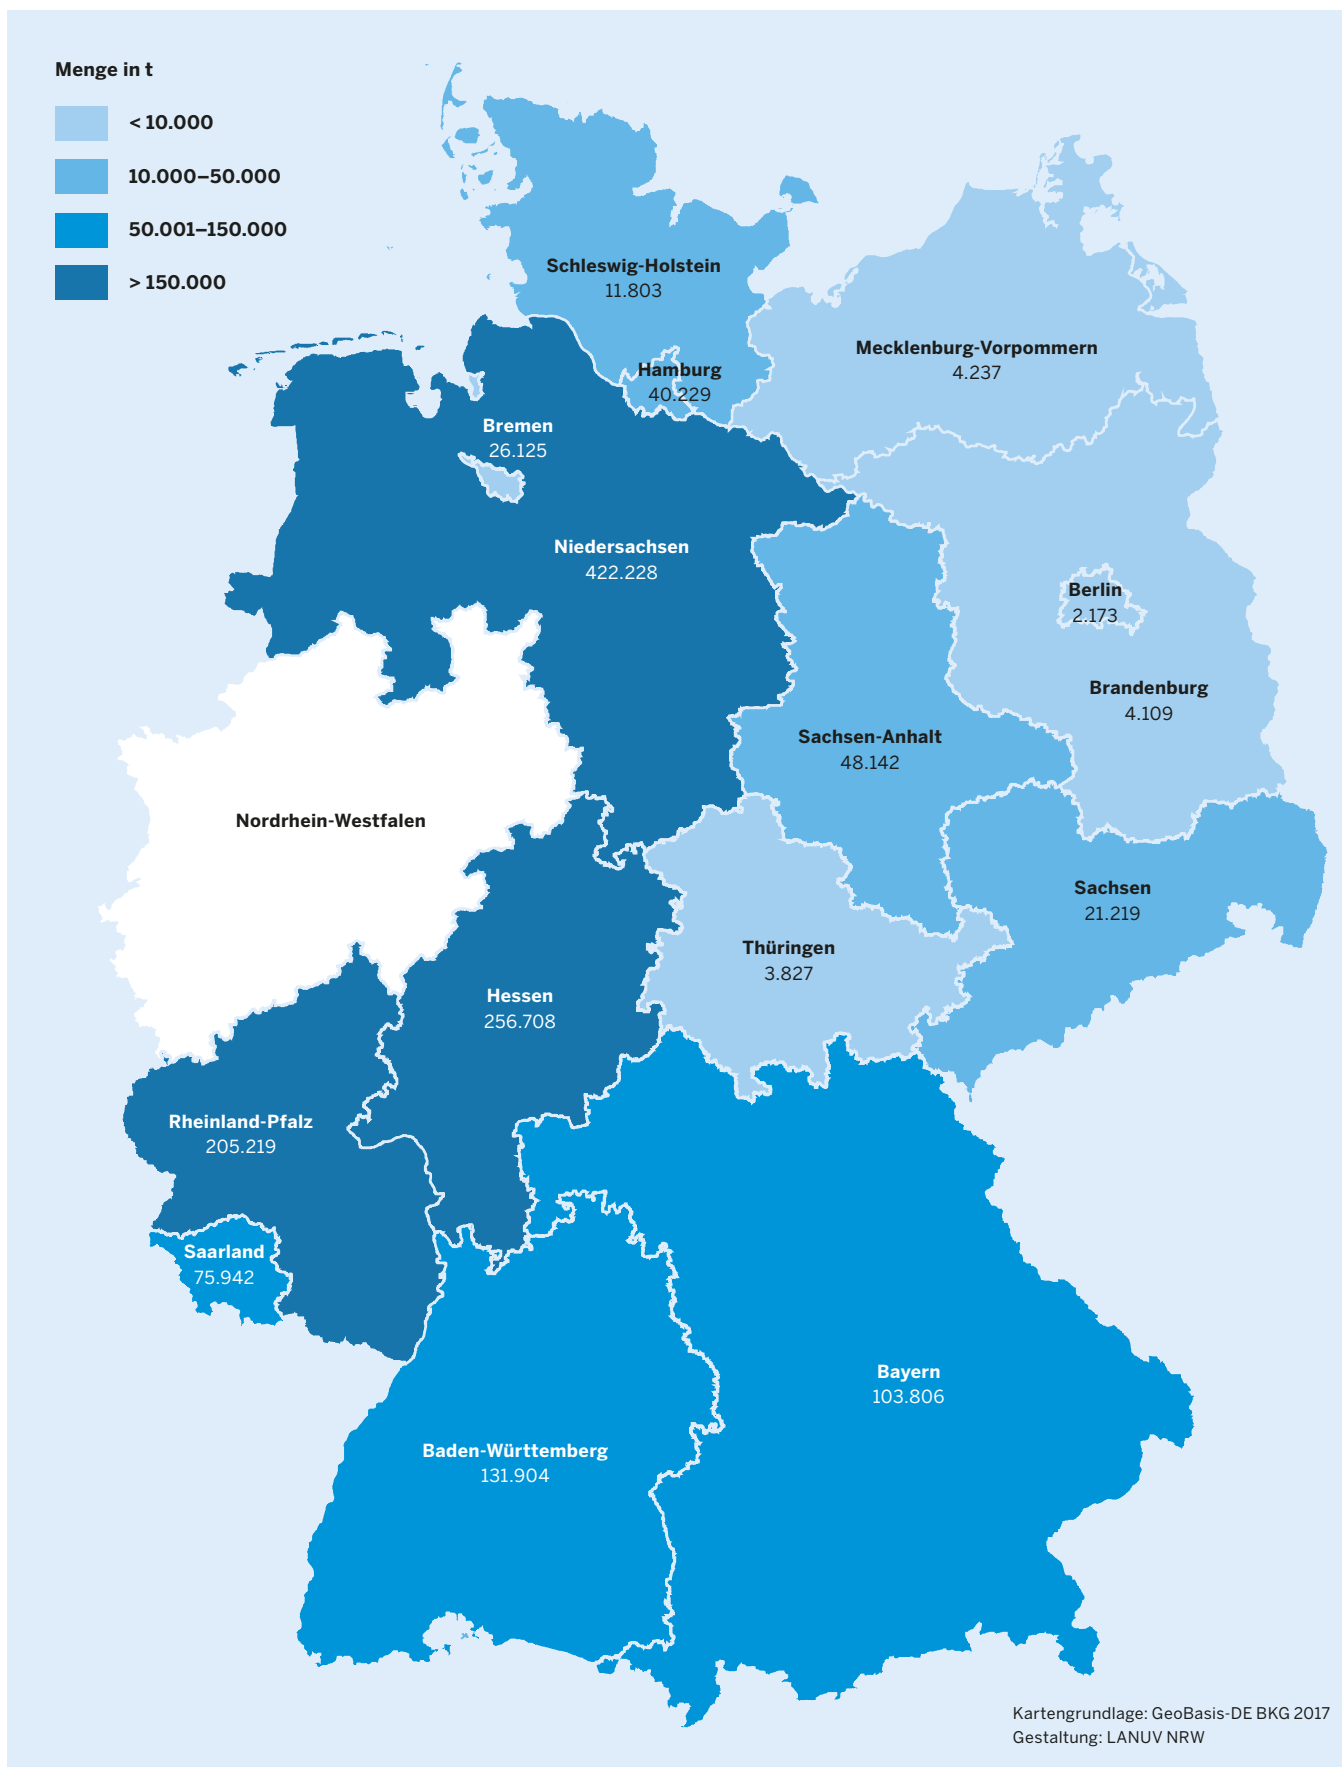 Menge in t
< 10.000
10.000–50.000
50.001–150.000
> 150.000
Schleswig-Holstein
11.803
Mecklenburg-Vorpommern
4.237
Hamburg
40.229
Bremen
26.125
Niedersachsen
422.228
Berlin
2.173
Brandenburg
4.109
Sachsen-Anhalt
48.142
Nordrhein-Westfalen
Sachsen
21.219
Thüringen
3.827
Hessen
256.708
Rheinland-Pfalz
205.219
Saarland
75.942
Bayern
103.806
Baden-Württemberg
131.904
Kartengrundlage: GeoBasis-DE BKG 2017
Gestaltung: LANUV NRW